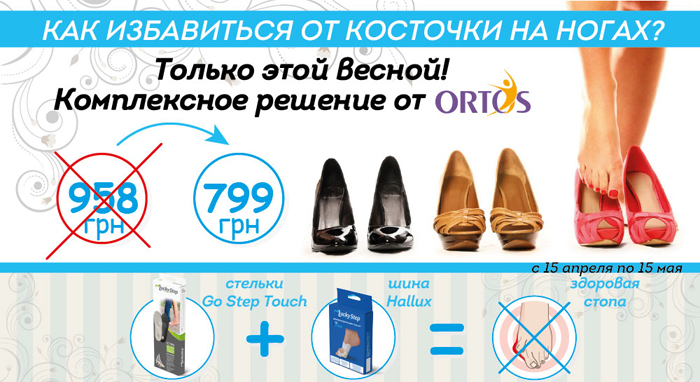 КАК ИЗБАВИТЬСЯ ОТ КОСТОЧКИ НА НОГАХ?
Только этой весной!
Комплексное решение от ORTOS
958 грн
799 грн
с 15 апреля по 15 мая
стельки
Go Step Touch
шина
Hallux
здоровая
стопа
Lucky Step
+
Lucky Step
=